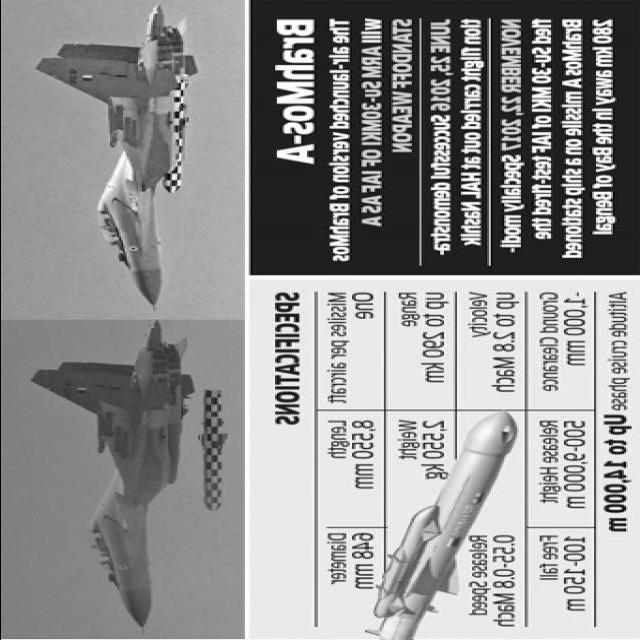 BrahMos-A
The air-launched version of BrahMos
will ARM Su-30MKI OF IAF AS A
STANDOFF WEAPON
JUNE 25, 2016 Successful demonstra-
tion flight carried out at HAL Nashik
NOVEMBER 22, 2017 Specially modi-
fied Su-30 MKI of IAF test-fired the
BrahMos missile on a ship stationed
280 km away in the Bay of Bengal
SPECIFICATIONS
Missiles per aircraft
One
Length
8,550 mm
Diameter
648 mm
Range
up to 290 km
Weight
2,550 kg
Velocity
up to 2.8 Mach
Release Speed
0.55-0.8 Mach
Ground Clearance
-1,000 mm
Release Height
500-9,000 m
Free fall
100-150 m
Altitude cruise phase Up to 14,000 m